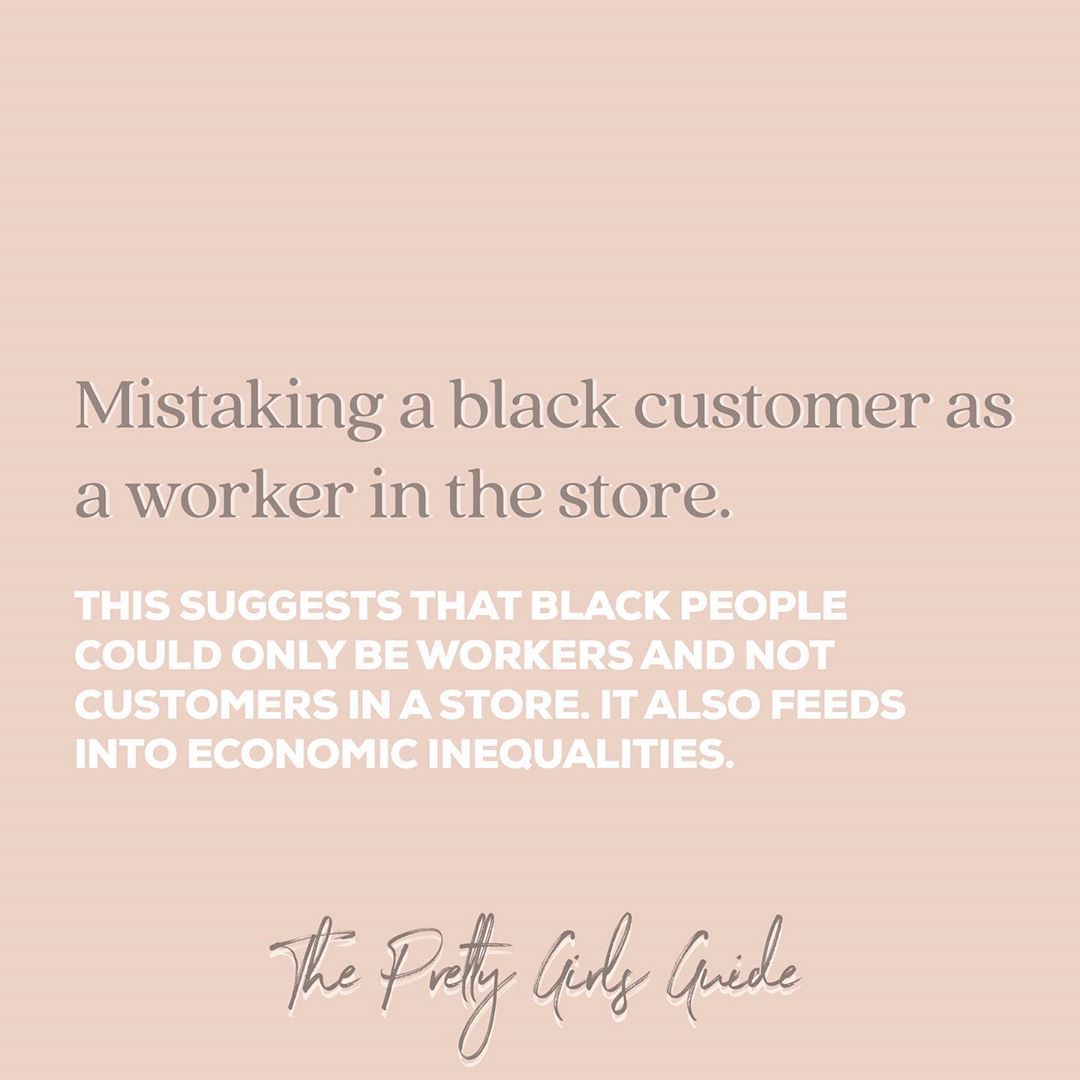 Mistaking a black customer as
a worker in the store.
THIS SUGGESTS THAT BLACK PEOPLE
COULD ONLY BE WORKERS AND NOT
CUSTOMERS IN A STORE. IT ALSO FEEDS
INTO ECONOMIC INEQUALITIES.
The Pretty Girls Guide